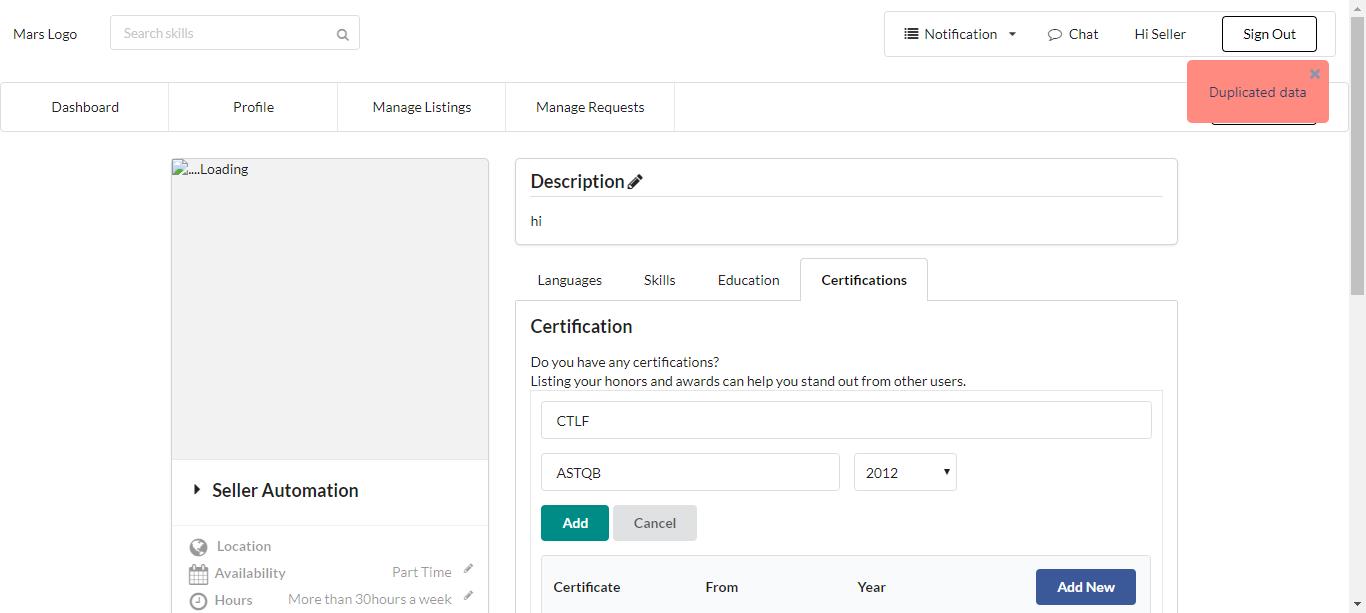 Mars Logo
Search skills
Notification
Chat
Hi Seller
Sign Out
Duplicated data
Dashboard
Profile
Manage Listings
Manage Requests
....Loading
Description
hi
Languages
Skills
Education
Certifications
Certification
Do you have any certifications?
Listing your honors and awards can help you stand out from other users.
CTLF
ASTQB
2012
Add
Cancel
Certificate
From
Year
Add New
Seller Automation
Location
Availability
Part Time
Hours
More than 30hours a week